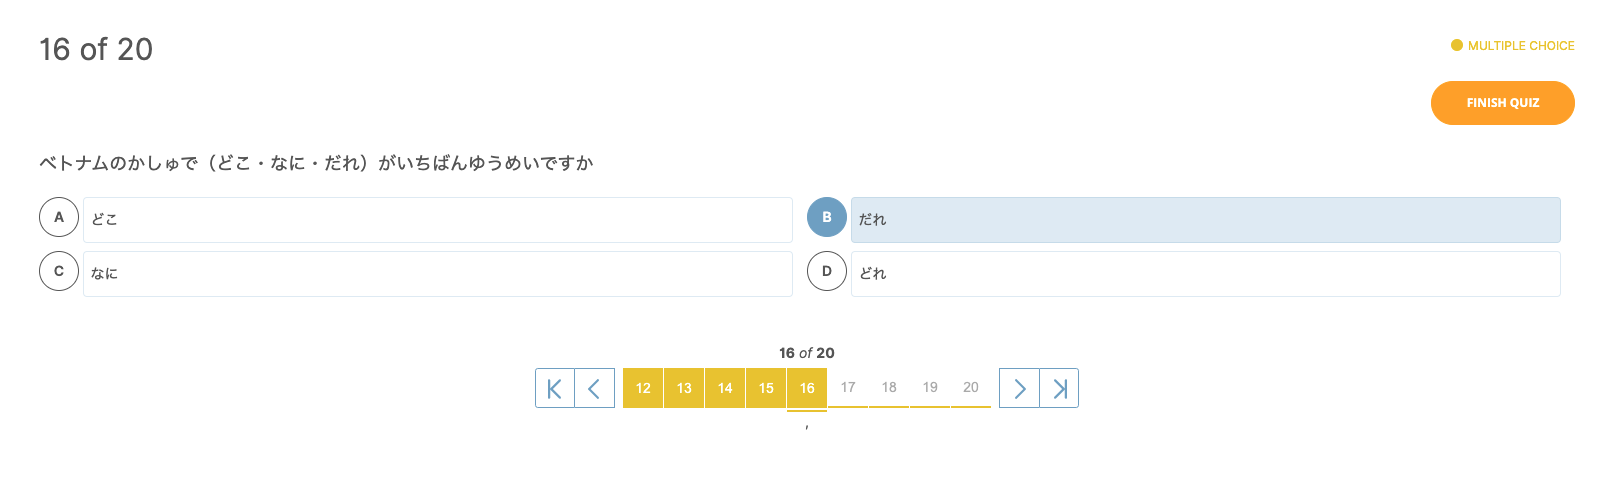 16 of 20
MULTIPLE CHOICE
FINISH QUIZ
ベトナムのかしゅで（どこ・なに・だれ）がいちばんゆうめいですか
A どこ
B だれ
C なに
D どれ
16 of 20
12 13 14 15 16 17 18 19 20
,